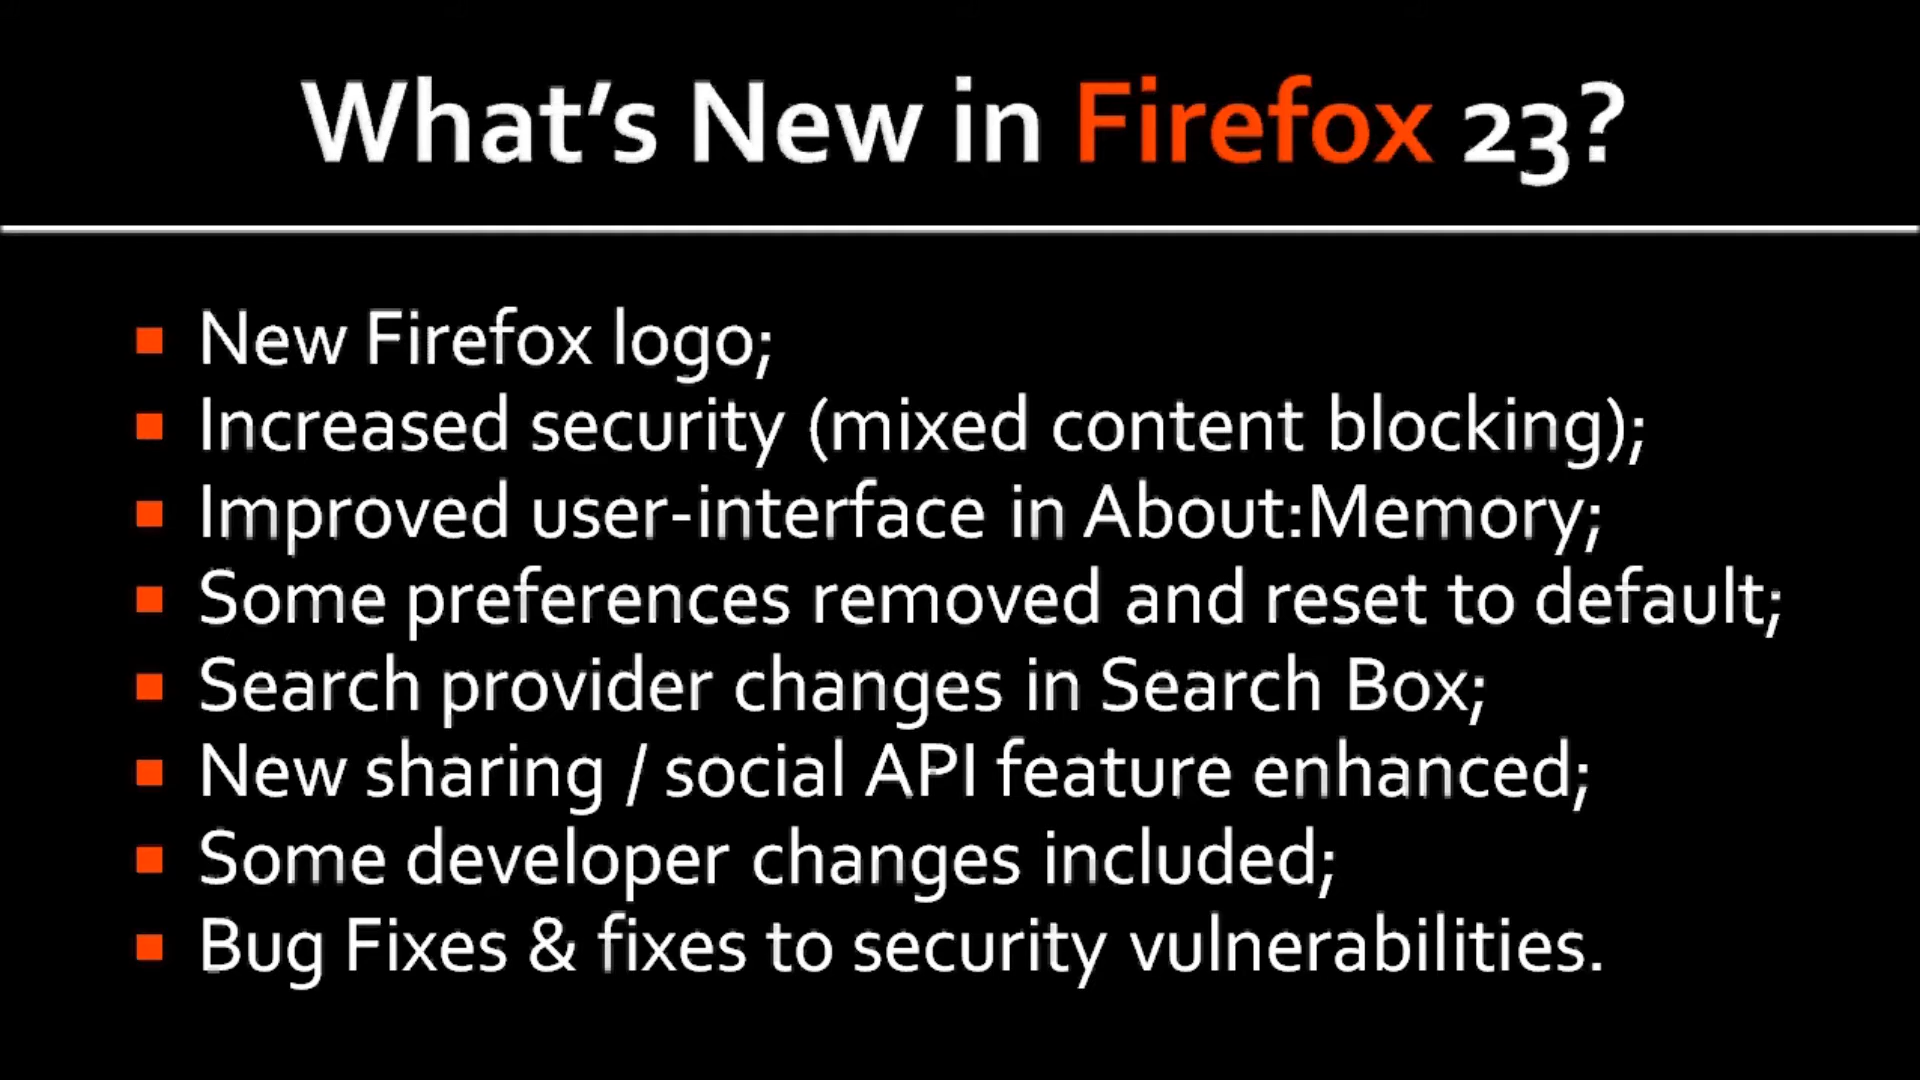 What's New in Firefox 23?
New Firefox logo;
Increased security (mixed content blocking);
Improved user-interface in About:Memory;
Some preferences removed and reset to default;
Search provider changes in Search Box;
New sharing / social API feature enhanced;
Some developer changes included;
Bug Fixes & fixes to security vulnerabilities.